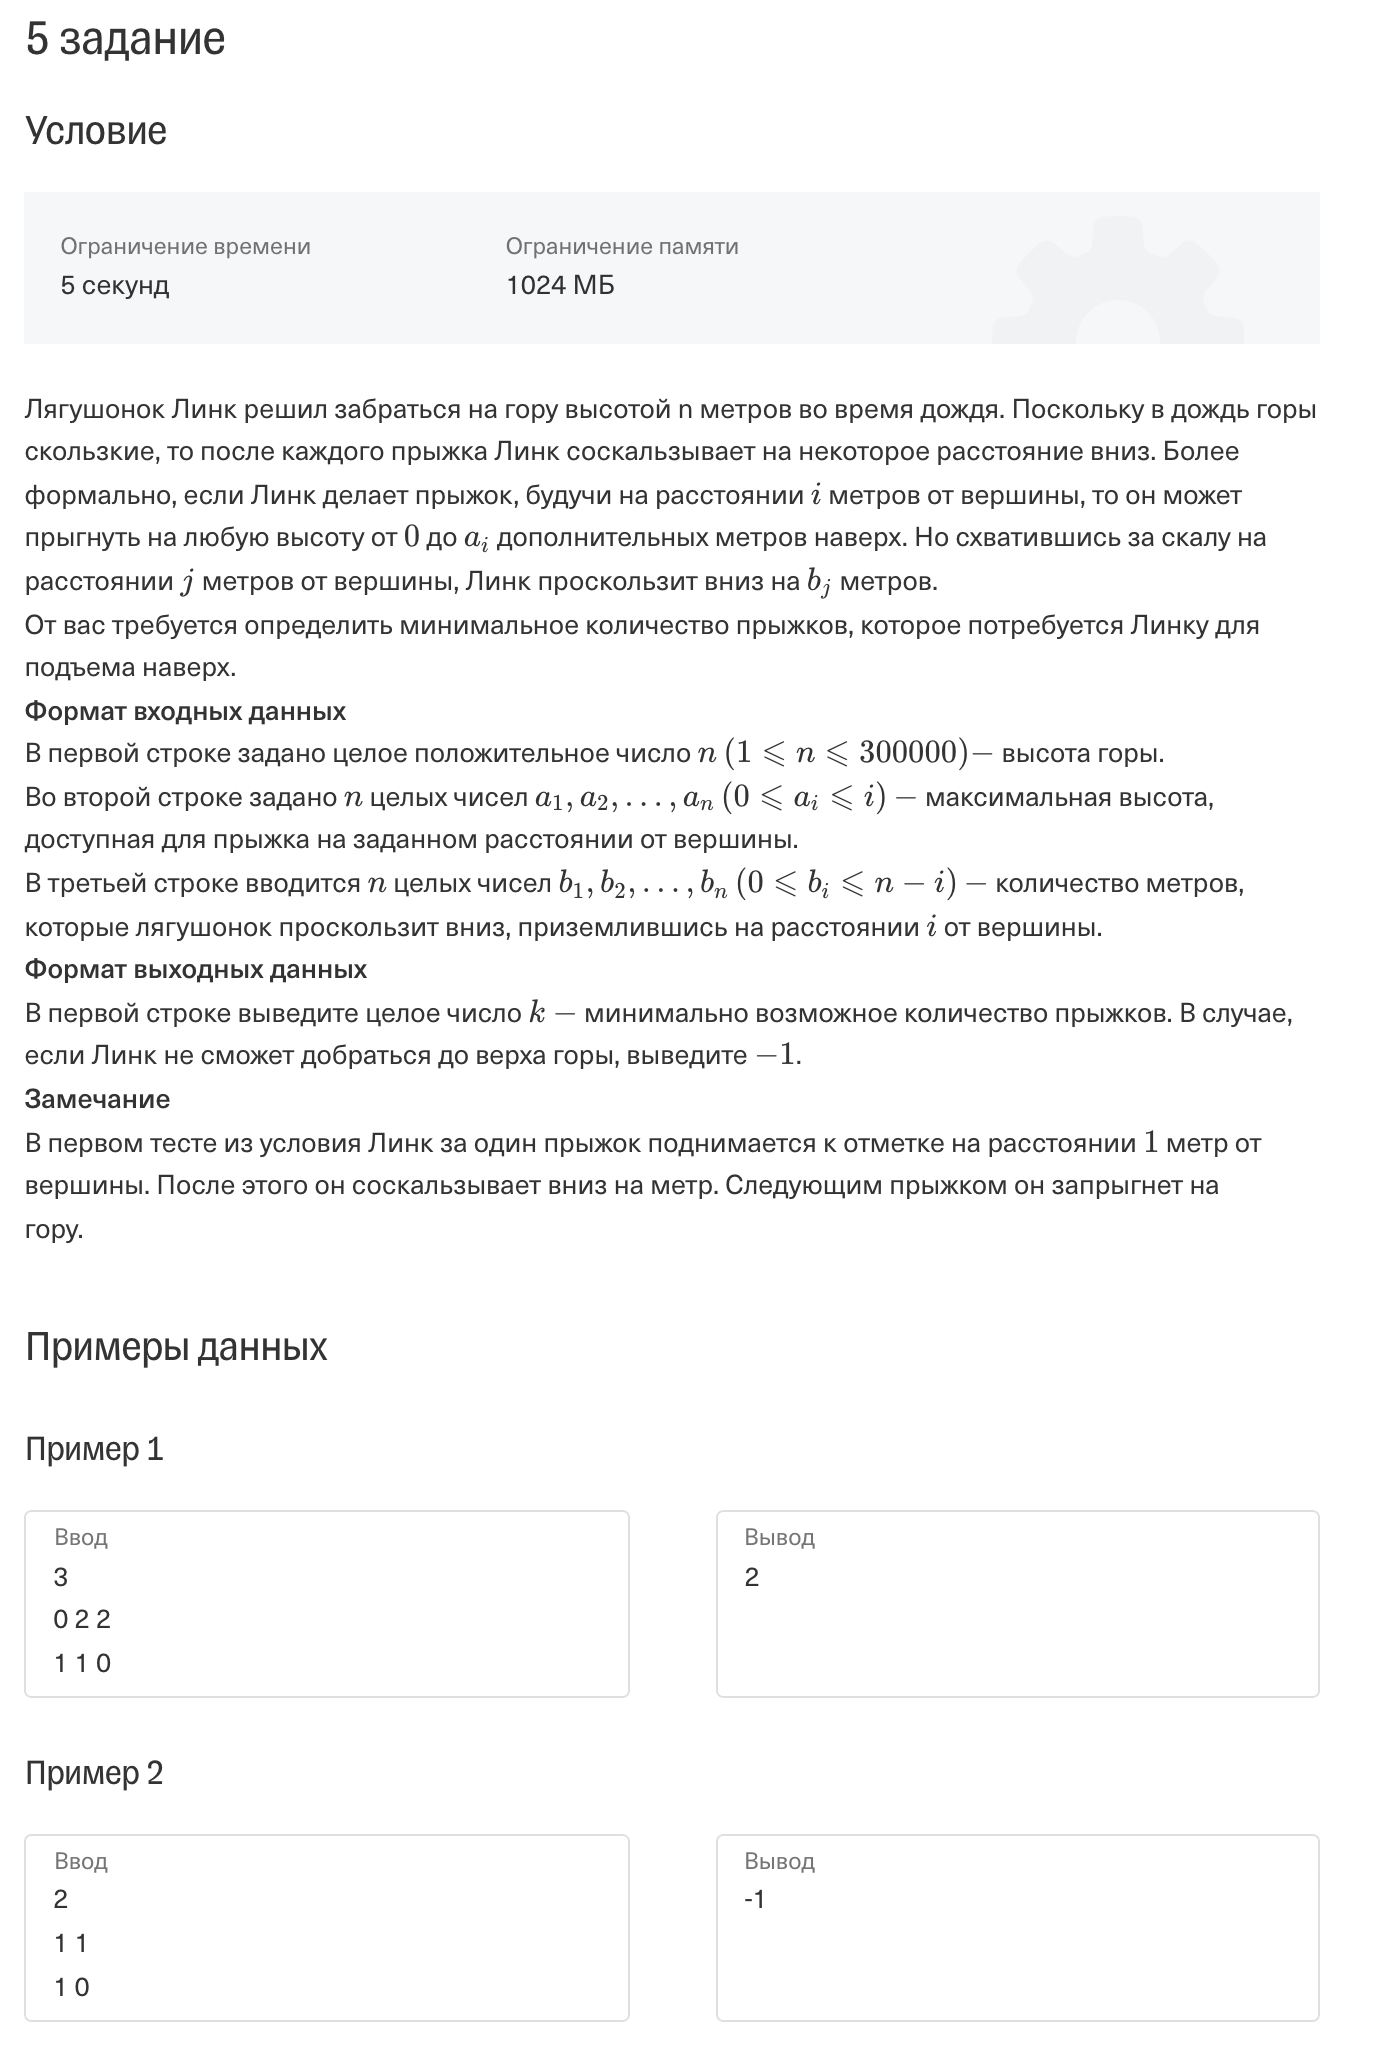 5 задание
Условие
Ограничение времени
5 секунд
Ограничение памяти
1024 МБ
Лягушонок Линк решил забраться на гору высотой n метров во время дождя. Поскольку в дождь горы
скользкие, то после каждого прыжка Линк соскальзывает на некоторое расстояние вниз. Более
формально, если Линк делает прыжок, будучи на расстоянии i метров от вершины, то он может
прыгнуть на любую высоту от 0 до a_i дополнительных метров наверх. Но схватившись за скалу на
расстоянии j метров от вершины, Линк проскользит вниз на b_j метров.
От вас требуется определить минимальное количество прыжков, которое потребуется Линку для
подъема наверх.
Формат входных данных
В первой строке задано целое положительное число n (1 ⩽ n ⩽ 300000)— высота горы.
Во второй строке задано n целых чисел a_1, a_2, . . . , a_n (0 ⩽ a_i ⩽ i) — максимальная высота,
доступная для прыжка на заданном расстоянии от вершины.
В третьей строке вводится n целых чисел b_1, b_2, . . . , b_n (0 ⩽ b_i ⩽ n − i) — количество метров,
которые лягушонок проскользит вниз, приземлившись на расстоянии i от вершины.
Формат выходных данных
В первой строке выведите целое число k — минимально возможное количество прыжков. В случае,
если Линк не сможет добраться до верха горы, выведите −1.
Замечание
В первом тесте из условия Линк за один прыжок поднимается к отметке на расстоянии 1 метр от
вершины. После этого он соскальзывает вниз на метр. Следующим прыжком он запрыгнет на
гору.
Примеры данных
Пример 1
Ввод
3
0 2 2
1 1 0
Вывод
2
Пример 2
Ввод
2
1 1
1 0
Вывод
-1